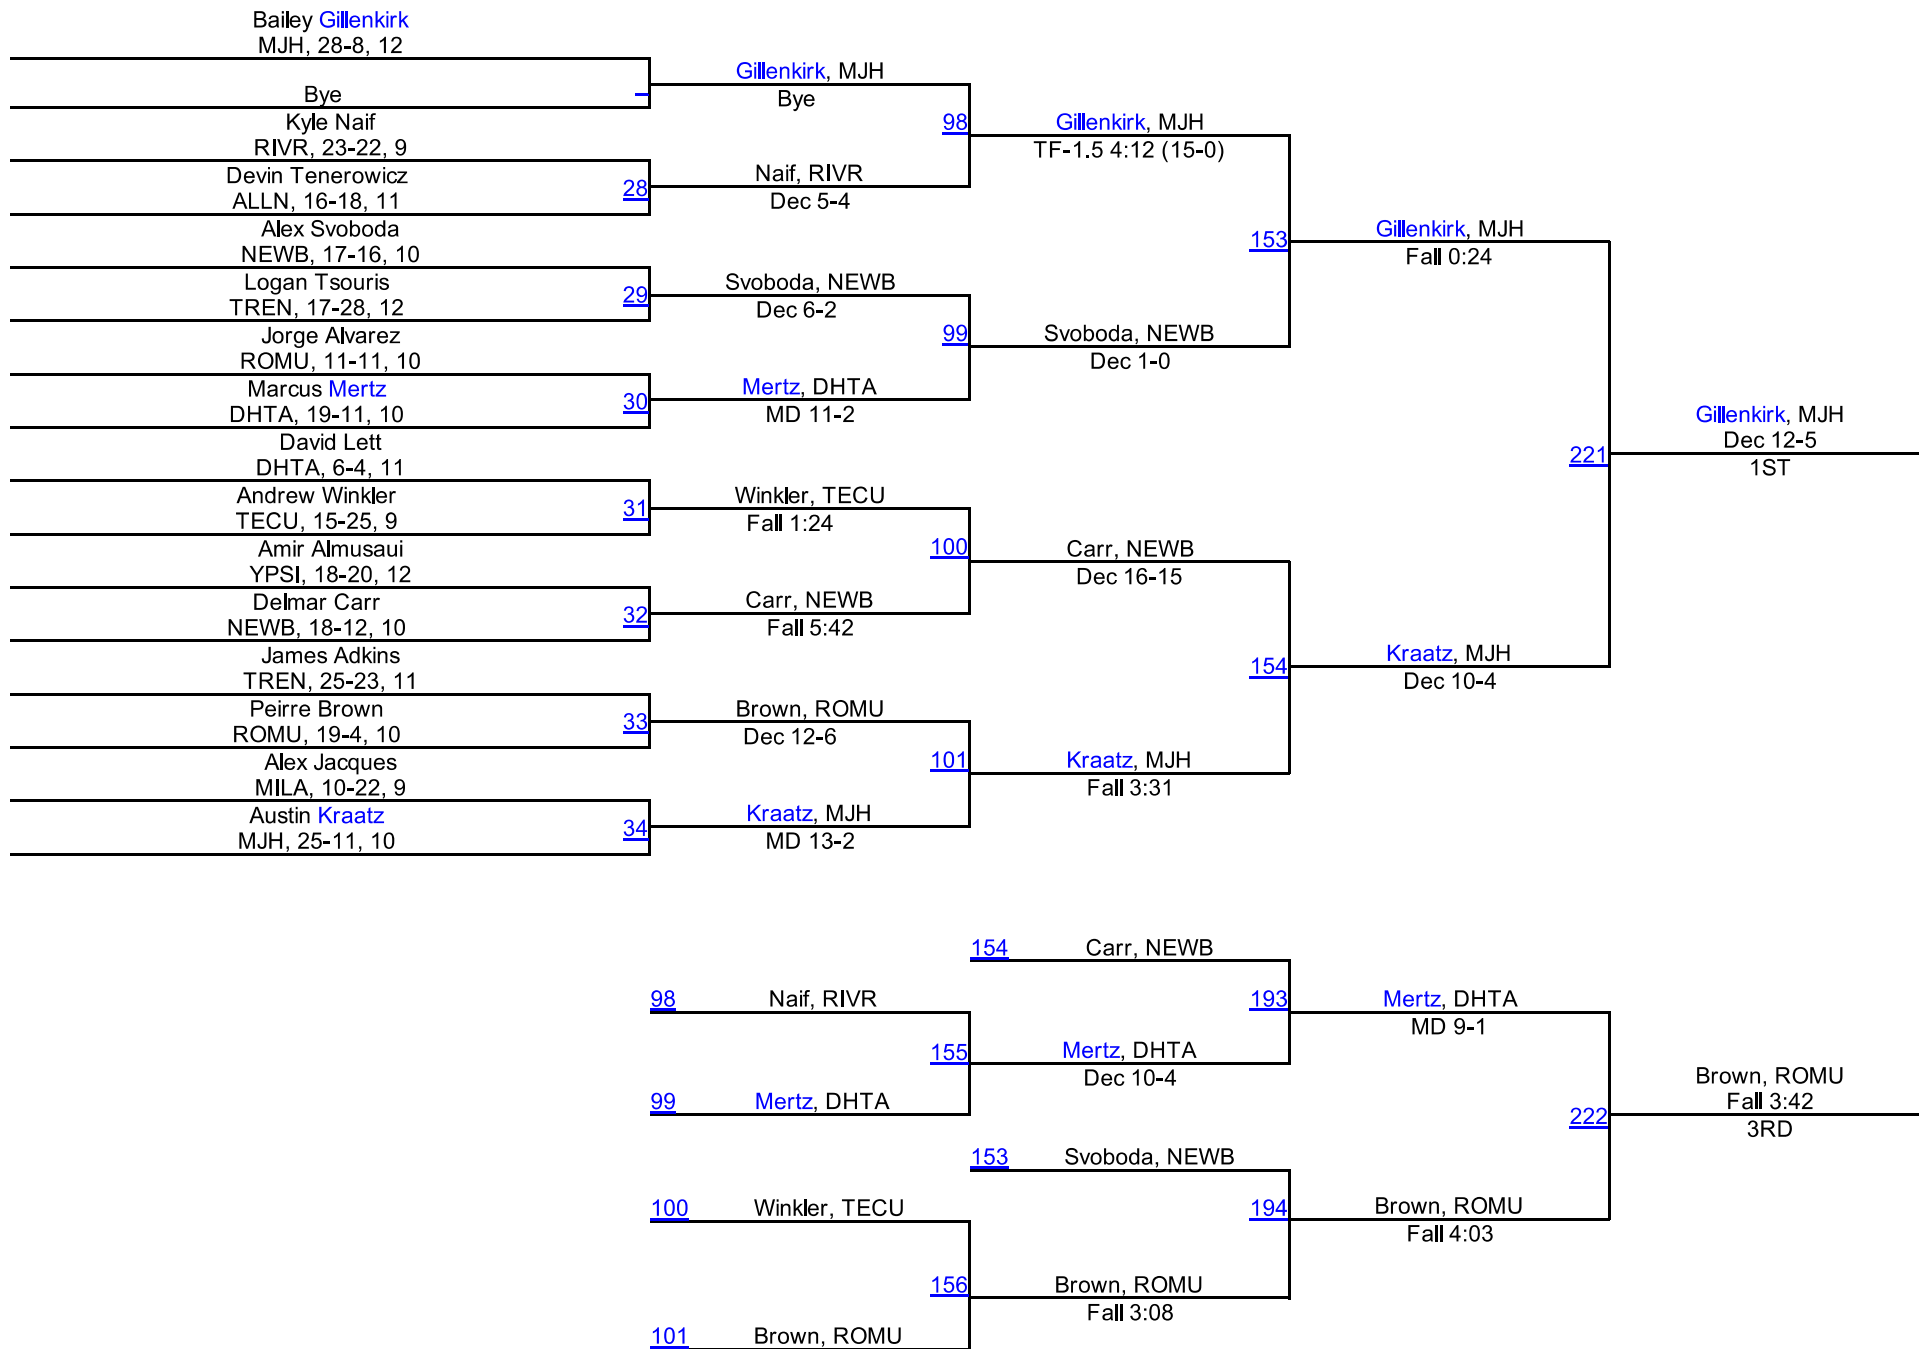 Bailey Gillenkirk
MJH, 28-8, 12
Bye
Kyle Naif
RIVR, 23-22, 9
Devin Tenerowicz
ALLN, 16-18, 11
28
Alex Svoboda
NEWB, 17-16, 10
Logan Tsouris
TREN, 17-28, 12
29
Jorge Alvarez
ROMU, 11-11, 10
Marcus Mertz
DHTA, 19-11, 10
30
David Lett
DHTA, 6-4, 11
Andrew Winkler
TECU, 15-25, 9
31
Amir Almusaui
YPSI, 18-20, 12
Delmar Carr
NEWB, 18-12, 10
32
James Adkins
TREN, 25-23, 11
Peirre Brown
ROMU, 19-4, 10
33
Alex Jacques
MILA, 10-22, 9
Austin Kraatz
MJH, 25-11, 10
34
Gillenkirk, MJH
Bye
98
Naif, RIVR
Dec 5-4
Svoboda, NEWB
Dec 6-2
99
Mertz, DHTA
MD 11-2
Winkler, TECU
Fall 1:24
100
Carr, NEWB
Fall 5:42
Brown, ROMU
Dec 12-6
101
Kraatz, MJH
MD 13-2
Gillenkirk, MJH
TF-1.5 4:12 (15-0)
153
Svoboda, NEWB
Dec 1-0
Carr, NEWB
Dec 16-15
154
Kraatz, MJH
Fall 3:31
Gillenkirk, MJH
Fall 0:24
221
Kraatz, MJH
Dec 10-4
Gillenkirk, MJH
Dec 12-5
1ST
98
Naif, RIVR
155
99
Mertz, DHTA
100
Winkler, TECU
156
101
Brown, ROMU
154
Carr, NEWB
193
Mertz, DHTA
Dec 10-4
153
Svoboda, NEWB
194
Brown, ROMU
Fall 3:08
Mertz, DHTA
MD 9-1
222
Brown, ROMU
Fall 4:03
Brown, ROMU
Fall 3:42
3RD